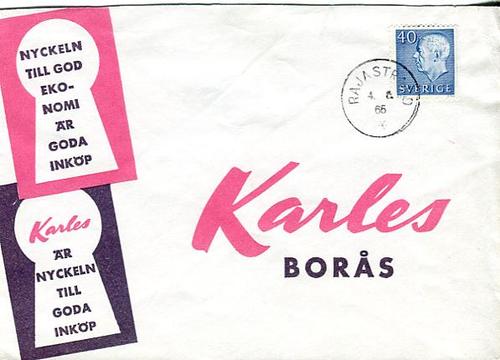 NYCKELN
TILL GOD
EKO-
NOMI
ÄR
GODA
INKÖP
Karles
ÄR
NYCKELN
TILL
GODA
INKÖP
40
SVERIGE
4.
65
Karles
BORÅS